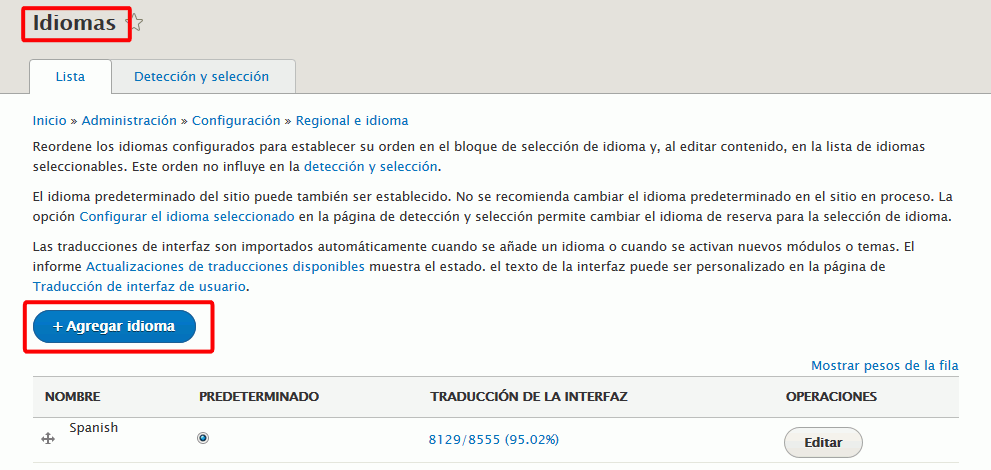 Idiomas
Lista Detección y selección
Inicio » Administración » Configuración » Regional e idioma
Reordene los idiomas configurados para establecer su orden en el bloque de selección de idioma y, al editar contenido, en la lista de idiomas
seleccionables. Este orden no influye en la detección y selección.
El idioma predeterminado del sitio puede también ser establecido. No se recomienda cambiar el idioma predeterminado en el sitio en proceso. La
opción Configurar el idioma seleccionado en la página de detección y selección permite cambiar el idioma de reserva para la selección de idioma.
Las traducciones de interfaz son importados automáticamente cuando se añade un idioma o cuando se activan nuevos módulos o temas. El
informe Actualizaciones de traducciones disponibles muestra el estado. el texto de la interfaz puede ser personalizado en la página de
Traducción de interfaz de usuario.
+ Agregar idioma
Mostrar pesos de la fila
NOMBRE PREDETERMINADO TRADUCCIÓN DE LA INTERFAZ OPERACIONES
Spanish 8129/8555 (95.02%) Editar